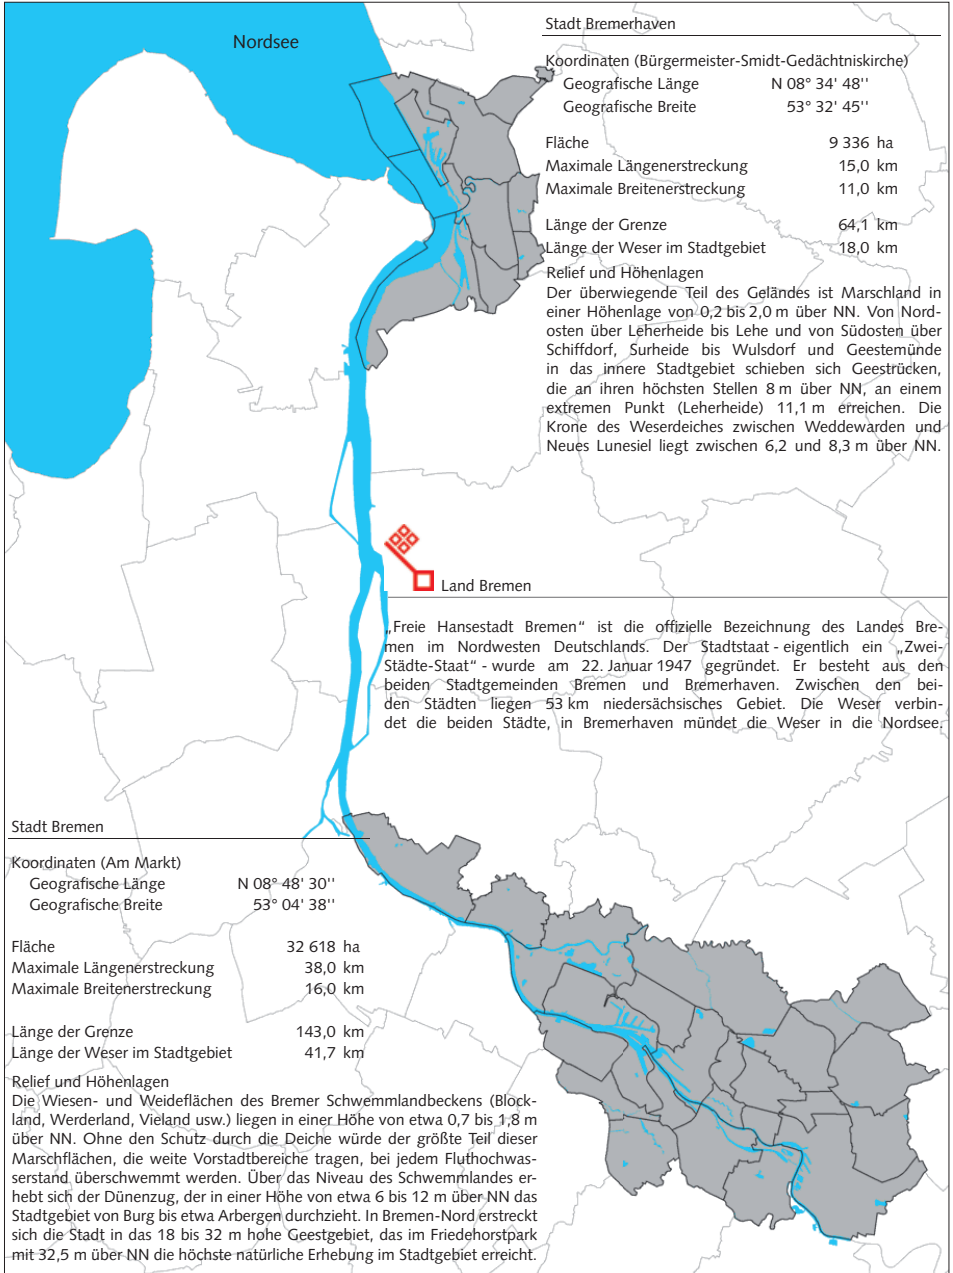 Nordsee
Stadt Bremerhaven
Koordinaten (Bürgermeister-Smidt-Gedächtniskirche)
Geografische Länge N 08° 34' 48''
Geografische Breite 53° 32' 45''
Fläche 9 336 ha
Maximale Längenerstreckung 15,0 km
Maximale Breitenerstreckung 11,0 km
Länge der Grenze 64,1 km
Länge der Weser im Stadtgebiet 18,0 km
Relief und Höhenlagen
Der überwiegende Teil des Geländes ist Marschland in
einer Höhenlage von 0,2 bis 2,0 m über NN. Von Nord-
osten über Leherheide bis Lehe und von Südosten über
Schiffdorf, Surheide bis Wulsdorf und Geestemünde
in das innere Stadtgebiet schieben sich Geestrücken,
die an ihren höchsten Stellen 8 m über NN, an einem
extremen Punkt (Leherheide) 11,1 m erreichen. Die
Krone des Weserdeiches zwischen Weddewarden und
Neues Lunesiel liegt zwischen 6,2 und 8,3 m über NN.
Land Bremen
„Freie Hansestadt Bremen“ ist die offizielle Bezeichnung des Landes Bre-
men im Nordwesten Deutschlands. Der Stadtstaat - eigentlich ein „Zwei-
Städte-Staat“ - wurde am 22. Januar 1947 gegründet. Er besteht aus den
beiden Stadtgemeinden Bremen und Bremerhaven. Zwischen den bei-
den Städten liegen 53 km niedersächsisches Gebiet. Die Weser verbin-
det die beiden Städte, in Bremerhaven mündet die Weser in die Nordsee.
Stadt Bremen
Koordinaten (Am Markt)
Geografische Länge N 08° 48' 30''
Geografische Breite 53° 04' 38''
Fläche 32 618 ha
Maximale Längenerstreckung 38,0 km
Maximale Breitenerstreckung 16,0 km
Länge der Grenze 143,0 km
Länge der Weser im Stadtgebiet 41,7 km
Relief und Höhenlagen
Die Wiesen- und Weideflächen des Bremer Schwemmlandbeckens (Block-
land, Werderland, Vieland usw.) liegen in einer Höhe von etwa 0,7 bis 1,8 m
über NN. Ohne den Schutz durch die Deiche würde der größte Teil dieser
Marschflächen, die weite Vorstadtbereiche tragen, bei jedem Fluthochwas-
serstand überschwemmt werden. Über das Niveau des Schwemmlandes er-
hebt sich der Dünenzug, der in einer Höhe von etwa 6 bis 12 m über NN das
Stadtgebiet von Burg bis etwa Arbergen durchzieht. In Bremen-Nord erstreckt
sich die Stadt in das 18 bis 32 m hohe Geestgebiet, das im Friedehorstpark
mit 32,5 m über NN die höchste natürliche Erhebung im Stadtgebiet erreicht.